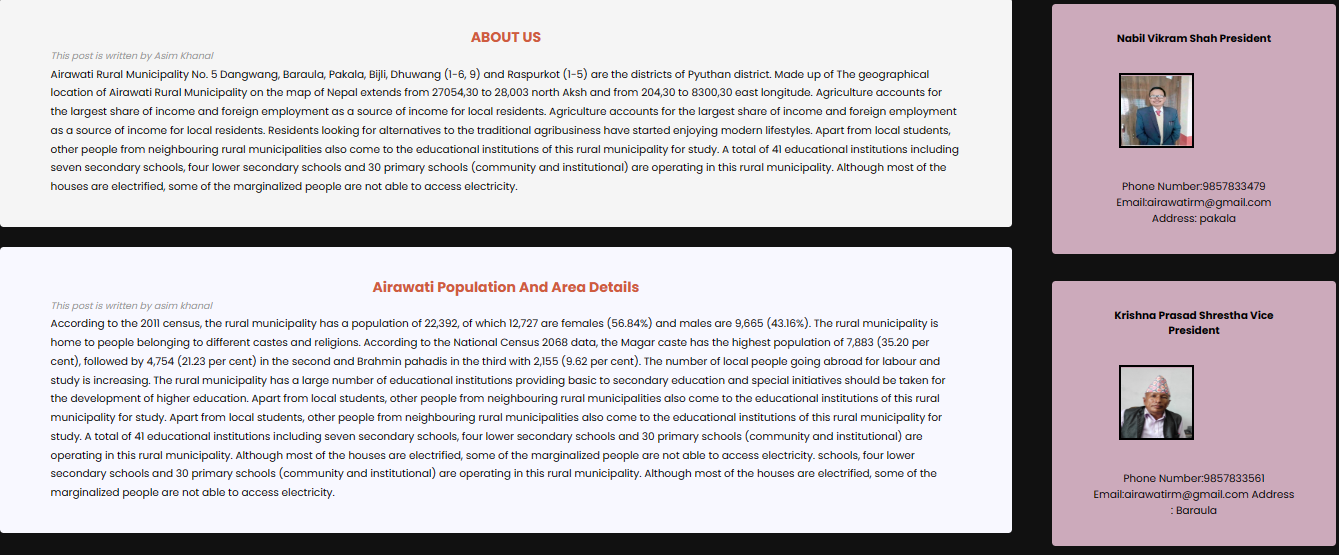 ABOUT US
This post is written by Asim Khanal
Airawati Rural Municipality No. 5 Dangwang, Baraula, Pakala, Bijli, Dhuwang (1-6, 9) and Raspurkot (1-5) are the districts of Pyuthan district. Made up of The geographical
location of Airawati Rural Municipality on the map of Nepal extends from 27054,30 to 28,003 north Aksh and from 204,30 to 8300,30 east longitude. Agriculture accounts for
the largest share of income and foreign employment as a source of income for local residents. Agriculture accounts for the largest share of income and foreign employment
as a source of income for local residents. Residents looking for alternatives to the traditional agribusiness have started enjoying modern lifestyles. Apart from local students,
other people from neighbouring rural municipalities also come to the educational institutions of this rural municipality for study. A total of 41 educational institutions including
seven secondary schools, four lower secondary schools and 30 primary schools (community and institutional) are operating in this rural municipality. Although most of the
houses are electrified, some of the marginalized people are not able to access electricity.
Airawati Population And Area Details
This post is written by asim khanal
According to the 2011 census, the rural municipality has a population of 22,392, of which 12,727 are females (56.84%) and males are 9,665 (43.16%). The rural municipality is
home to people belonging to different castes and religions. According to the National Census 2068 data, the Magar caste has the highest population of 7,883 (35.20 per
cent), followed by 4,754 (21.23 per cent) in the second and Brahmin pahadis in the third with 2,155 (9.62 per cent). The number of local people going abroad for labour and
study is increasing. The rural municipality has a large number of educational institutions providing basic to secondary education and special initiatives should be taken for
the development of higher education. Apart from local students, other people from neighbouring rural municipalities also come to the educational institutions of this rural
municipality for study. Apart from local students, other people from neighbouring rural municipalities also come to the educational institutions of this rural municipality for
study. A total of 41 educational institutions including seven secondary schools, four lower secondary schools and 30 primary schools (community and institutional) are
operating in this rural municipality. Although most of the houses are electrified, some of the marginalized people are not able to access electricity. schools, four lower
secondary schools and 30 primary schools (community and institutional) are operating in this rural municipality. Although most of the houses are electrified, some of the
marginalized people are not able to access electricity.
Nabil Vikram Shah President
Phone Number:9857833479
Email:airawatirm@gmail.com
Address: pakala
Krishna Prasad Shrestha Vice
President
Phone Number:9857833561
Email:airawatirm@gmail.com Address
: Baraula